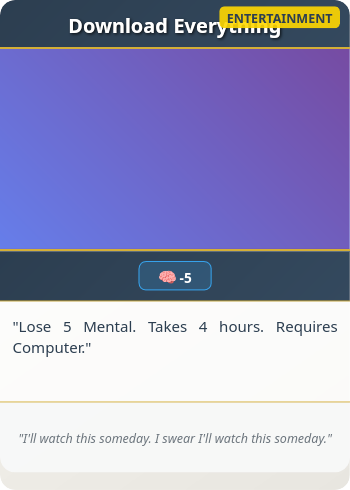 Download Everything
ENTERTAINMENT
🧠 -5
"Lose 5 Mental. Takes 4 hours. Requires
Computer."
"I'll watch this someday. I swear I'll watch this someday."